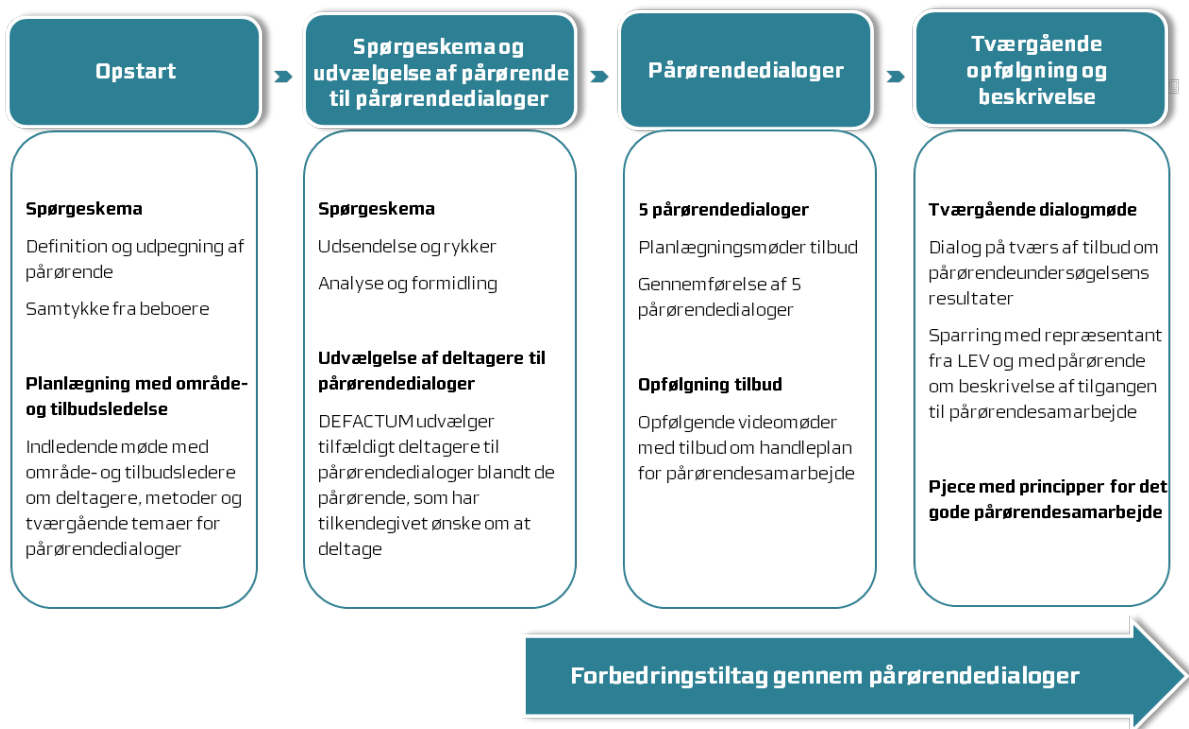 Opstart
Spørgeskema og
udvælgelse af pårørende
til pårørendedialoger
Pårørendedialoger
Tværgående
opfølgning og
beskrivelse
Spørgeskema
Definition og udpegning af
pårørende
Samtykke fra beboere
Planlægning med område-
og tilbudsledelse
Indledende møde med
område- og tilbudsledere
om deltagere, metoder og
tværgående temaer for
pårørendedialoger
Spørgeskema
Udsendelse og rykker
Analyse og formidling
Udvælgelse af deltagere til
pårørendedialoger
DEFACTUM udvælger
tilfældigt deltagere til
pårørendedialoger blandt de
pårørende, som har
tilkendegivet ønske om at
deltage
5 pårørendedialoger
Planlægningsmøder tilbud
Gennemførelse af 5
pårørendedialoger
Opfølgning tilbud
Opfølgende videomøder
med tilbud om handleplan
for pårørendesamarbejde
Tværgående dialogmøde
Dialog på tværs af tilbud om
pårørendeundersøgelsens
resultater
Sparring med repræsentant
fra LEV og med pårørende
om beskrivelse af tilgangen
til pårørendesamarbejde
Pjece med principper for det
gode pårørendesamarbejde
Forbedringstiltag gennem pårørendedialoger